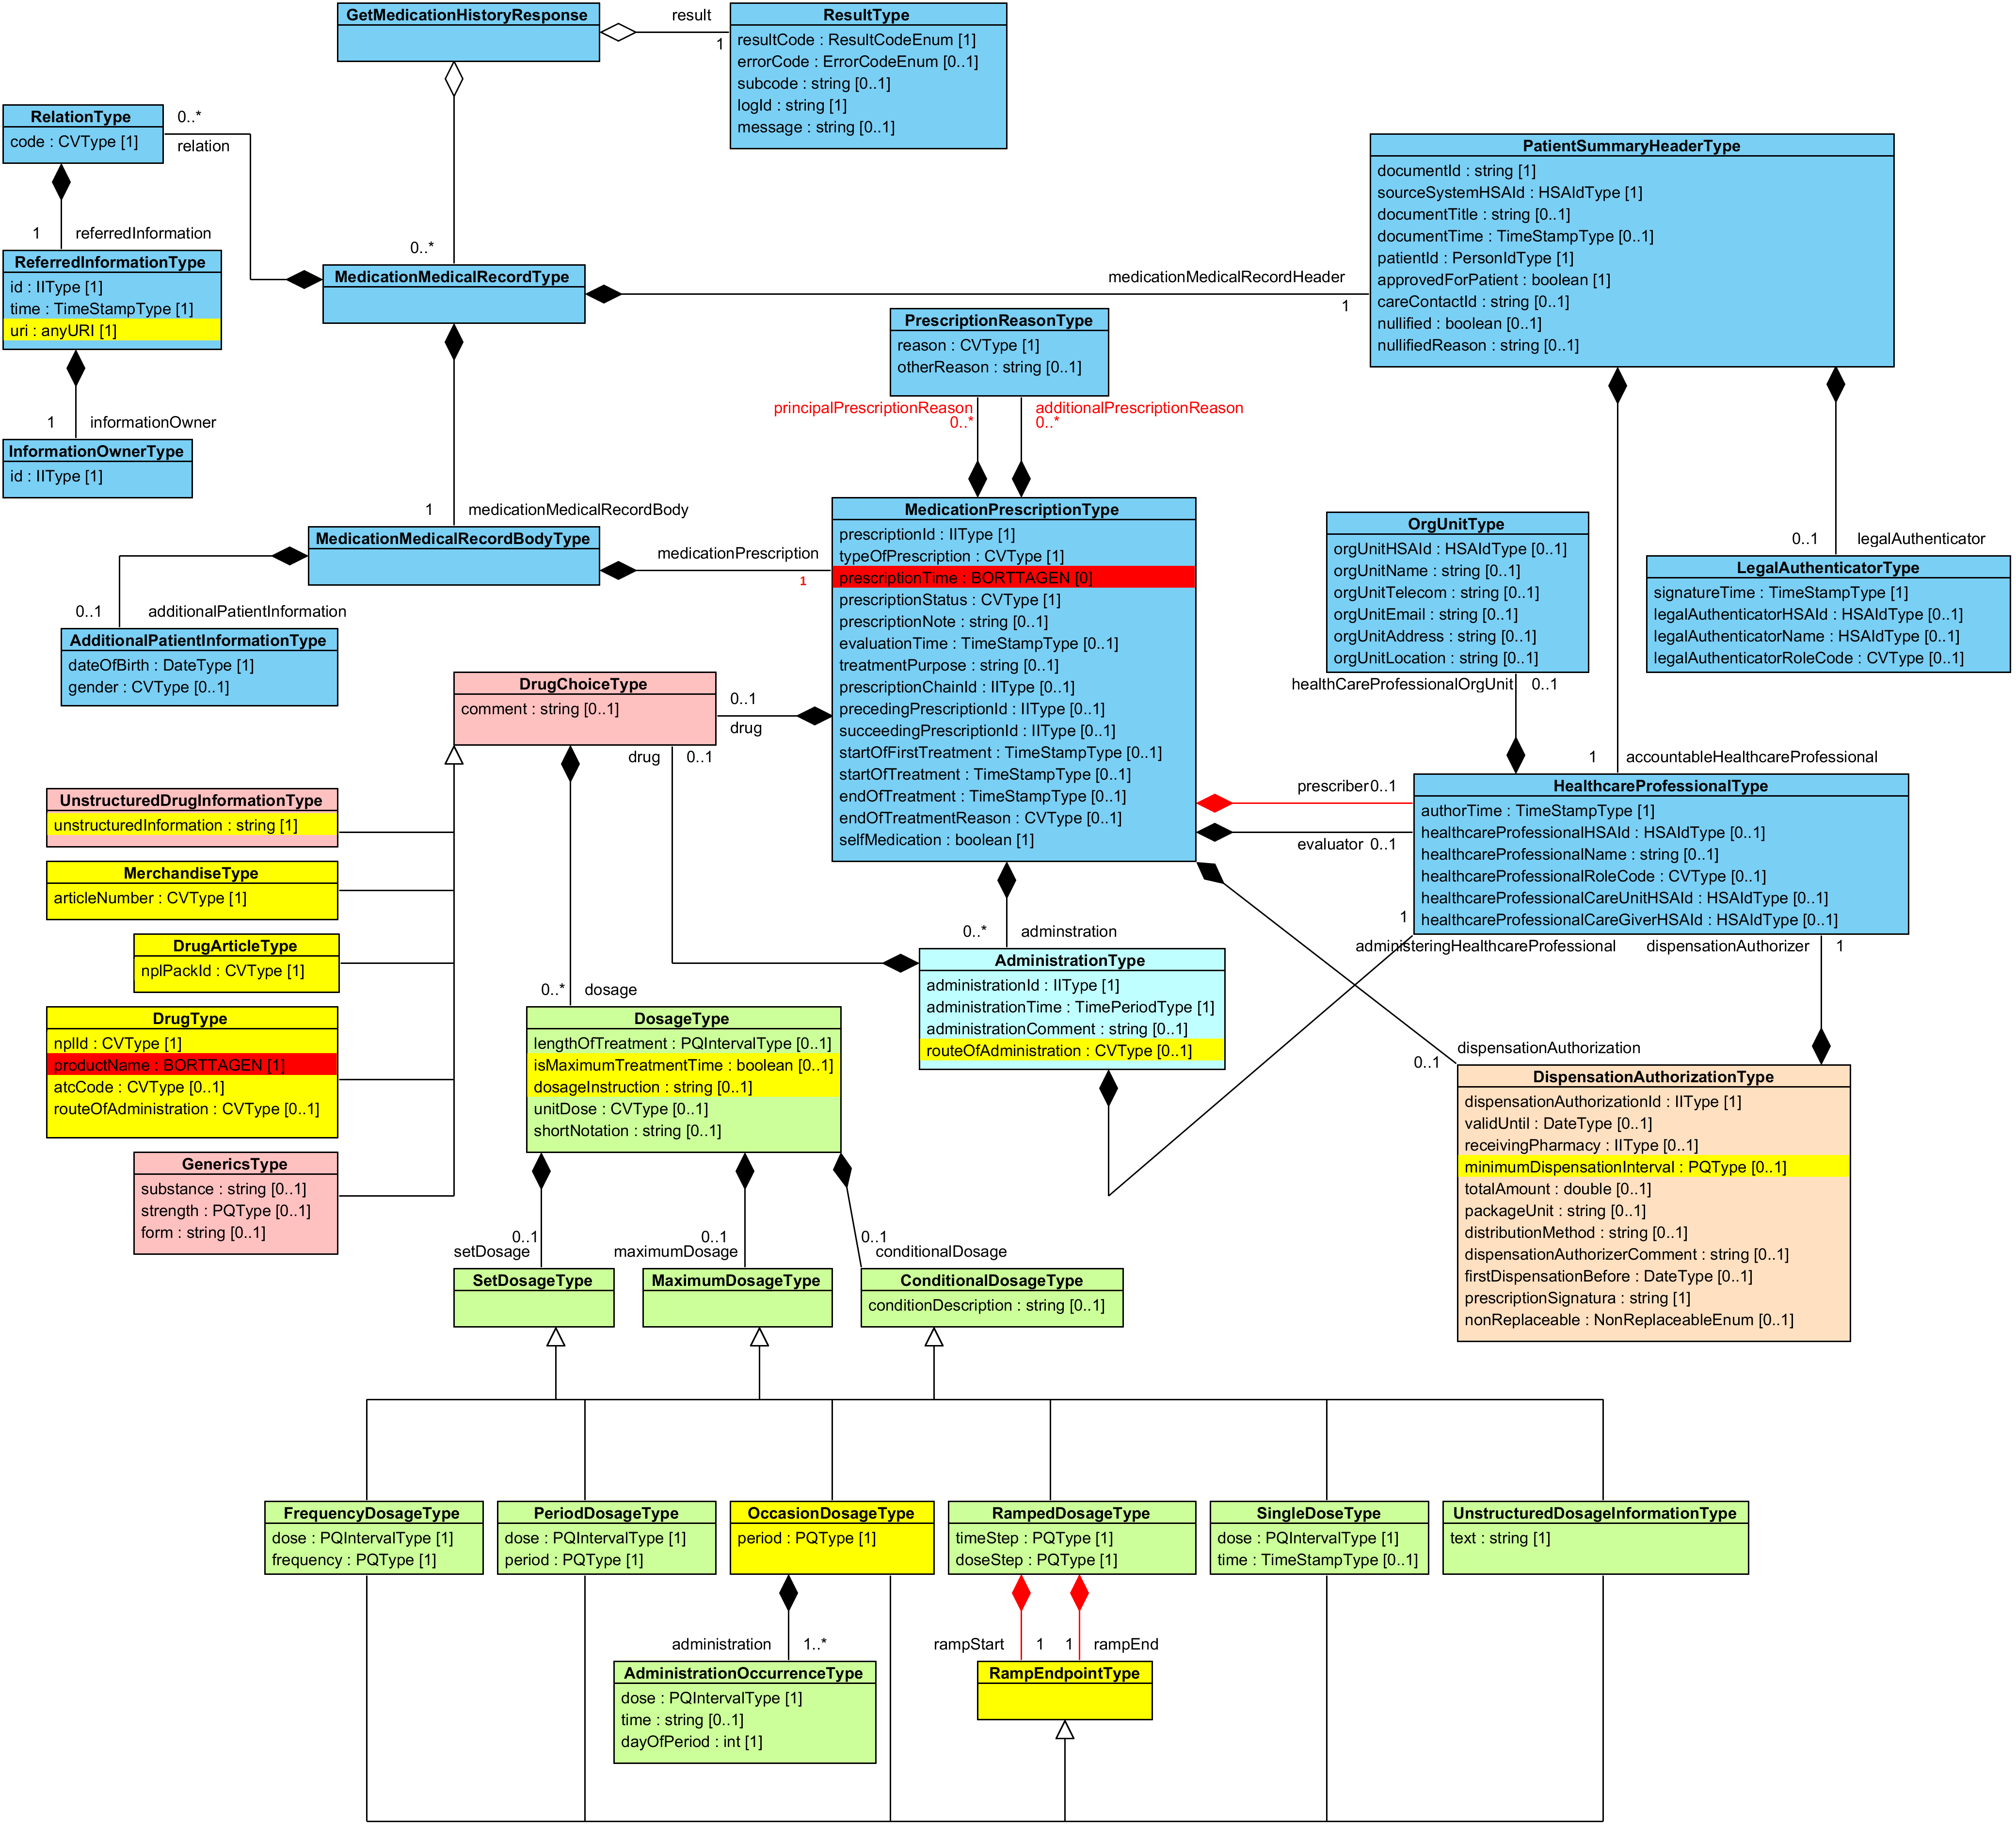 GetMedicationHistoryResponse
result
1
ResultType
resultCode : ResultCodeEnum [1]
errorCode : ErrorCodeEnum [0..1]
subcode : string [0..1]
logId : string [1]
message : string [0..1]
RelationType
code : CVType [1]
0..*
relation
PatientSummaryHeaderType
documentId : string [1]
sourceSystemHSAId : HSAIdType [1]
documentTitle : string [0..1]
documentTime : TimeStampType [0..1]
patientId : PersonIdType [1]
approvedForPatient : boolean [1]
careContactId : string [0..1]
nullified : boolean [0..1]
nullifiedReason : string [0..1]
1
referredInformation
ReferredInformationType
id : IIType [1]
time : TimeStampType [1]
uri : anyURI [1]
0..*
MedicationMedicalRecordType
medicationMedicalRecordHeader
1
PrescriptionReasonType
reason : CVType [1]
otherReason : string [0..1]
principalPrescriptionReason
0..*
additionalPrescriptionReason
0..*
1
informationOwner
InformationOwnerType
id : IIType [1]
1
medicationMedicalRecordBody
MedicationMedicalRecordBodyType
medicationPrescription
1
MedicationPrescriptionType
prescriptionId : IIType [1]
typeOfPrescription : CVType [1]
prescriptionTime : BORTTAGEN [0]
prescriptionStatus : CVType [1]
prescriptionNote : string [0..1]
evaluationTime : TimeStampType [0..1]
treatmentPurpose : string [0..1]
prescriptionChainId : IIType [0..1]
precedingPrescriptionId : IIType [0..1]
succeedingPrescriptionId : IIType [0..1]
startOfFirstTreatment : TimeStampType [0..1]
startOfTreatment : TimeStampType [0..1]
endOfTreatment : TimeStampType [0..1]
endOfTreatmentReason : CVType [0..1]
selfMedication : boolean [1]
OrgUnitType
orgUnitHSAId : HSAIdType [0..1]
orgUnitName : string [0..1]
orgUnitTelecom : string [0..1]
orgUnitEmail : string [0..1]
orgUnitAddress : string [0..1]
orgUnitLocation : string [0..1]
healthCareProfessionalOrgUnit
0..1
0..1
legalAuthenticator
LegalAuthenticatorType
signatureTime : TimeStampType [1]
legalAuthenticatorHSAId : HSAIdType [0..1]
legalAuthenticatorName : HSAIdType [0..1]
legalAuthenticatorRoleCode : CVType [0..1]
0..1
additionalPatientInformation
AdditionalPatientInformationType
dateOfBirth : DateType [1]
gender : CVType [0..1]
DrugChoiceType
comment : string [0..1]
0..1
drug
drug
0..1
1
accountableHealthcareProfessional
prescriber
0..1
evaluator
0..1
HealthcareProfessionalType
authorTime : TimeStampType [1]
healthcareProfessionalHSAId : HSAIdType [0..1]
healthcareProfessionalName : string [0..1]
healthcareProfessionalRoleCode : CVType [0..1]
healthcareProfessionalCareUnitHSAId : HSAIdType [0..1]
healthcareProfessionalCareGiverHSAId : HSAIdType [0..1]
UnstructuredDrugInformationType
unstructuredInformation : string [1]
MerchandiseType
articleNumber : CVType [1]
DrugArticleType
nplPackId : CVType [1]
DrugType
nplId : CVType [1]
productName : BORTTAGEN [1]
atcCode : CVType [0..1]
routeOfAdministration : CVType [0..1]
GenericsType
substance : string [0..1]
strength : PQType [0..1]
form : string [0..1]
0..*
adminstration
1
administeringHealthcareProfessional
dispensationAuthorizer
1
AdministrationType
administrationId : IIType [1]
administrationTime : TimePeriodType [1]
administrationComment : string [0..1]
routeOfAdministration : CVType [0..1]
0..*
dosage
DosageType
lengthOfTreatment : PQIntervalType [0..1]
isMaximumTreatmentTime : boolean [0..1]
dosageInstruction : string [0..1]
unitDose : CVType [0..1]
shortNotation : string [0..1]
dispensationAuthorization
0..1
DispensationAuthorizationType
dispensationAuthorizationId : IIType [1]
validUntil : DateType [0..1]
receivingPharmacy : IIType [0..1]
minimumDispensationInterval : PQType [0..1]
totalAmount : double [0..1]
packageUnit : string [0..1]
distributionMethod : string [0..1]
dispensationAuthorizerComment : string [0..1]
firstDispensationBefore : DateType [0..1]
prescriptionSignatura : string [1]
nonReplaceable : NonReplaceableEnum [0..1]
0..1
setDosage
0..1
maximumDosage
0..1
conditionalDosage
SetDosageType
MaximumDosageType
ConditionalDosageType
conditionDescription : string [0..1]
FrequencyDosageType
dose : PQIntervalType [1]
frequency : PQType [1]
PeriodDosageType
dose : PQIntervalType [1]
period : PQType [1]
OccasionDosageType
period : PQType [1]
RampedDosageType
timeStep : PQType [1]
doseStep : PQType [1]
SingleDoseType
dose : PQIntervalType [1]
time : TimeStampType [0..1]
UnstructuredDosageInformationType
text : string [1]
administration
1..*
rampStart
1
1
rampEnd
AdministrationOccurrenceType
dose : PQIntervalType [1]
time : string [0..1]
dayOfPeriod : int [1]
RampEndpointType